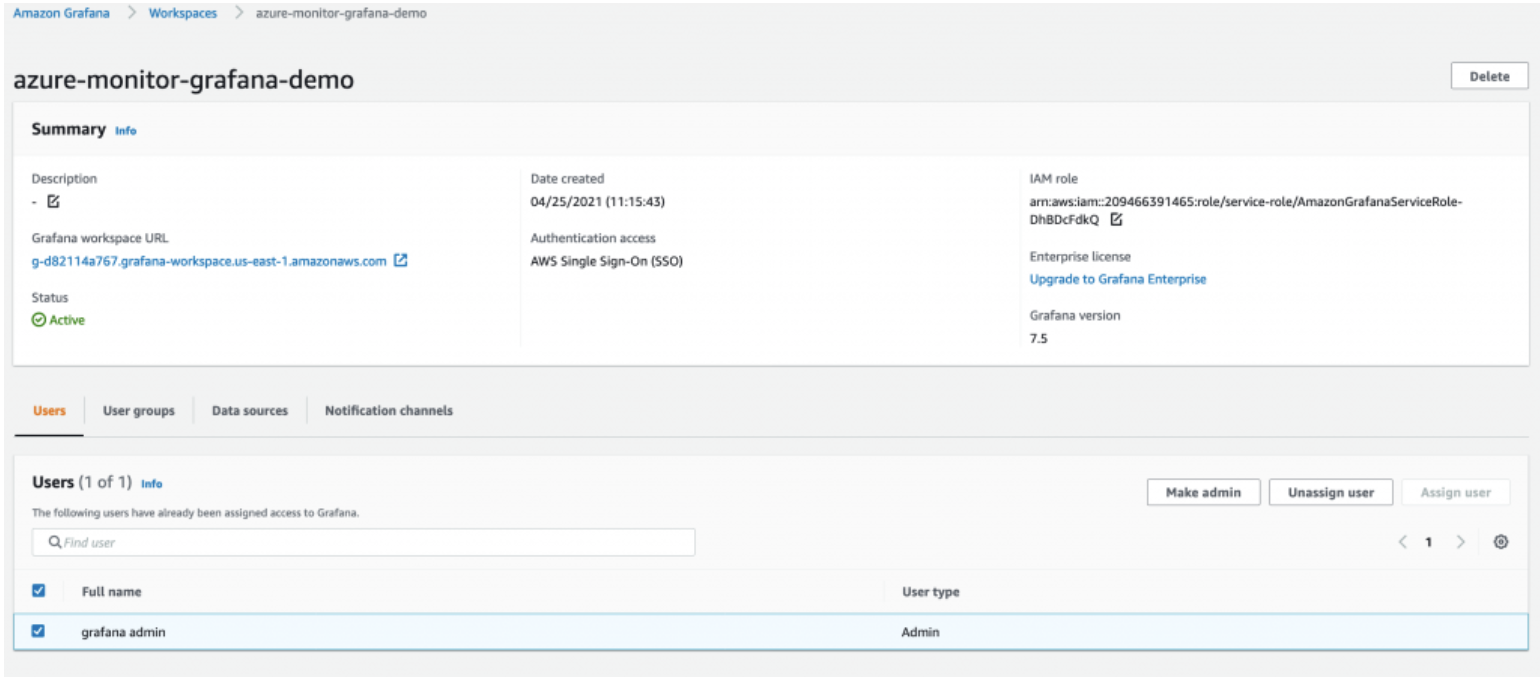 Amazon Grafana > Workspaces > azure-monitor-grafana-demo
azure-monitor-grafana-demo
Delete
Summary Info
Description
-
Grafana workspace URL
g-d82114a767.grafana-workspace.us-east-1.amazonaws.com
Status
Active
Date created
04/25/2021 (11:15:43)
Authentication access
AWS Single Sign-On (SSO)
IAM role
arn:aws:iam::209466391465:role/service-role/AmazonGrafanaServiceRole-
DhBDcFdkQ
Enterprise license
Upgrade to Grafana Enterprise
Grafana version
7.5
Users User groups Data sources Notification channels
Users (1 of 1) Info
Make admin Unassign user Assign user
The following users have already been assigned access to Grafana.
Find user
< 1 >
Full name User type
grafana admin Admin